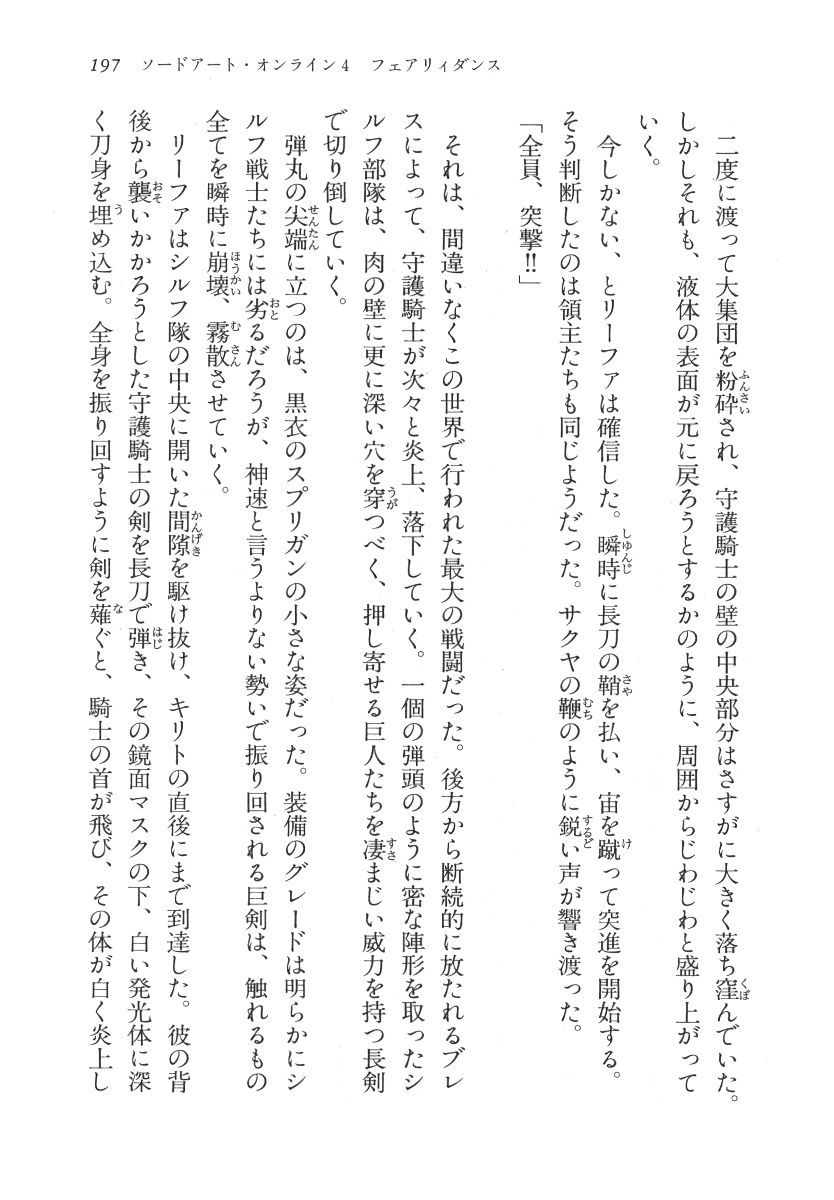 197　ソードアート・オンライン4　フェアリィダンス
　二度に渡って大集団を粉砕され、守護騎士の壁の中央部分はさすがに大きく落ち窪んでいた。
しかしそれも、液体の表面が元に戻ろうとするかのように、周囲からじわじわと盛り上がって
いく。
　今しかない、とリーファは確信した。瞬時に長刀の鞘を払い、宙を蹴って突進を開始する。
そう判断したのは領主たちも同じようだった。サクヤの鞭のように鋭い声が響き渡った。
「全員、突撃!!」
　それは、間違いなくこの世界で行われた最大の戦闘だった。後方から断続的に放たれるブレ
スによって、守護騎士が次々と炎上、落下していく。一個の弾頭のように密な陣形を取ったシ
ルフ部隊は、肉の壁に更に深い穴を穿つべく、押し寄せる巨人たちを凄まじい威力を持つ長剣
で切り倒していく。
　弾丸の尖端に立つのは、黒衣のスプリガンの小さな姿だった。装備のグレードは明らかにシ
ルフ戦士たちには劣るだろうが、神速と言うよりない勢いで振り回される巨剣は、触れるもの
全てを瞬時に崩壊、霧散させていく。
　リーファはシルフ隊の中央に開いた間隙を駆け抜け、キリトの直後にまで到達した。彼の背
後から襲いかかろうとした守護騎士の剣を長刀で弾き、その鏡面マスクの下、白い発光体に深
く刀身を埋め込む。全身を振り回すように剣を薙ぐと、騎士の首が飛び、その体が白く炎上し